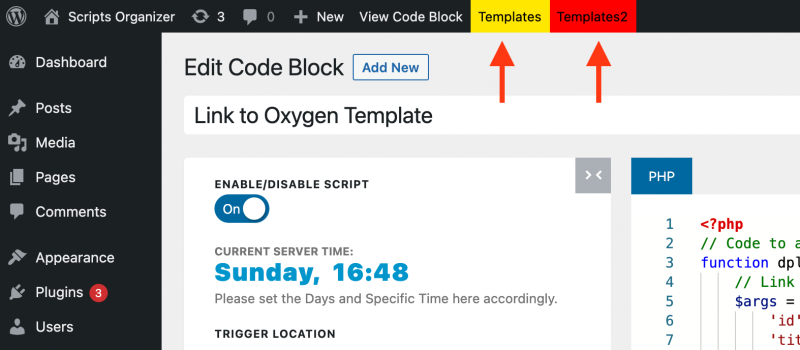 Scripts Organizer 3 0 New View Code Block Templates Templates2
Dashboard
Posts
Media
Pages
Comments
Appearance
Plugins 3
Users
Edit Code Block Add New
Link to Oxygen Template
ENABLE/DISABLE SCRIPT
On
CURRENT SERVER TIME:
Sunday, 16:48
Please set the Days and Specific Time here accordingly.
TRIGGER LOCATION
PHP
1 <?php
2 // Code to a
3 function dpl
4 // Link
5 $args =
6 'id'
7 'tit